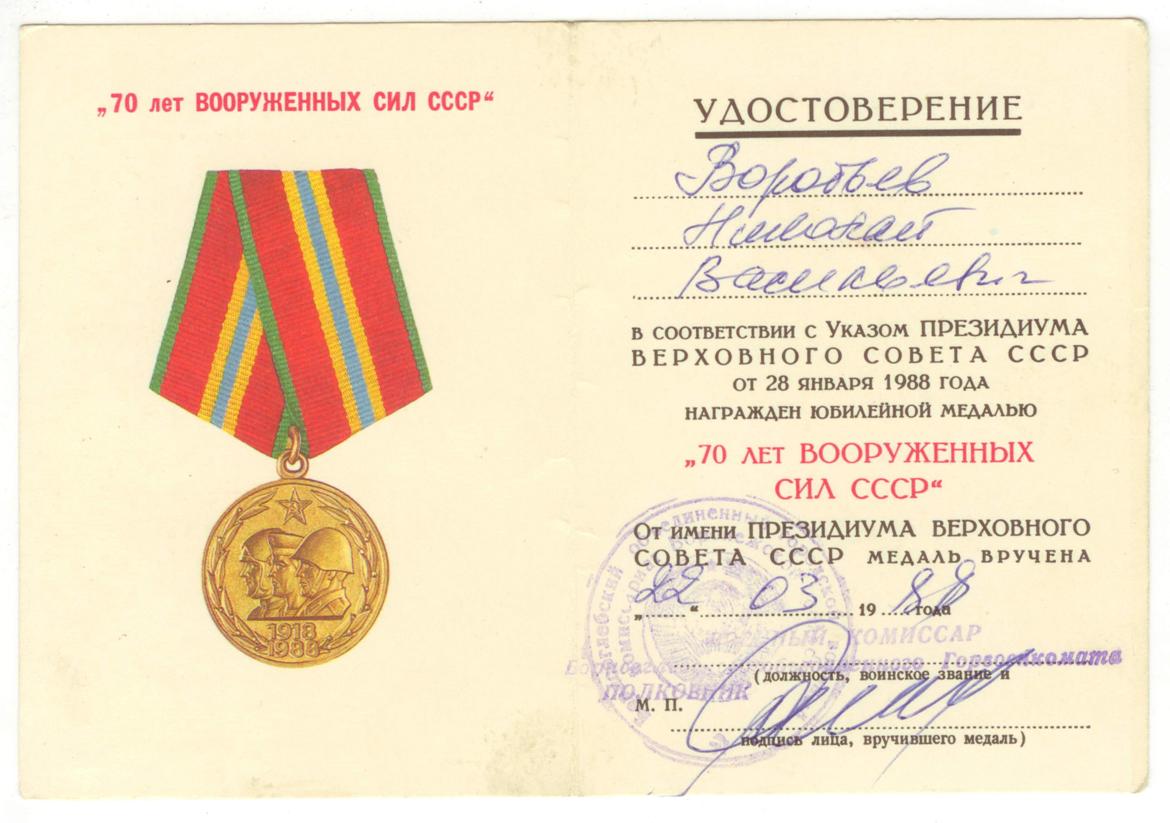 „70 лет ВООРУЖЕННЫХ СИЛ СССР“
1918
1988
УДОСТОВЕРЕНИЕ
Воробьев
Николай
Васильевич
В СООТВЕТСТВИИ С УКАЗОМ ПРЕЗИДИУМА
ВЕРХОВНОГО СОВЕТА СССР
ОТ 28 ЯНВАРЯ 1988 ГОДА
НАГРАЖДЕН ЮБИЛЕЙНОЙ МЕДАЛЬЮ
„70 ЛЕТ ВООРУЖЕННЫХ
СИЛ СССР“
ОТ ИМЕНИ ПРЕЗИДИУМА ВЕРХОВНОГО
СОВЕТА СССР МЕДАЛЬ ВРУЧЕНА
„22“ 03 19 88 года
ВОЕННЫЙ КОМИССАР
Борисоглебского объединенного Горвоенкомата
ПОЛКОВНИК
(должность, воинское звание и
М. П.
подпись лица, вручившего медаль)